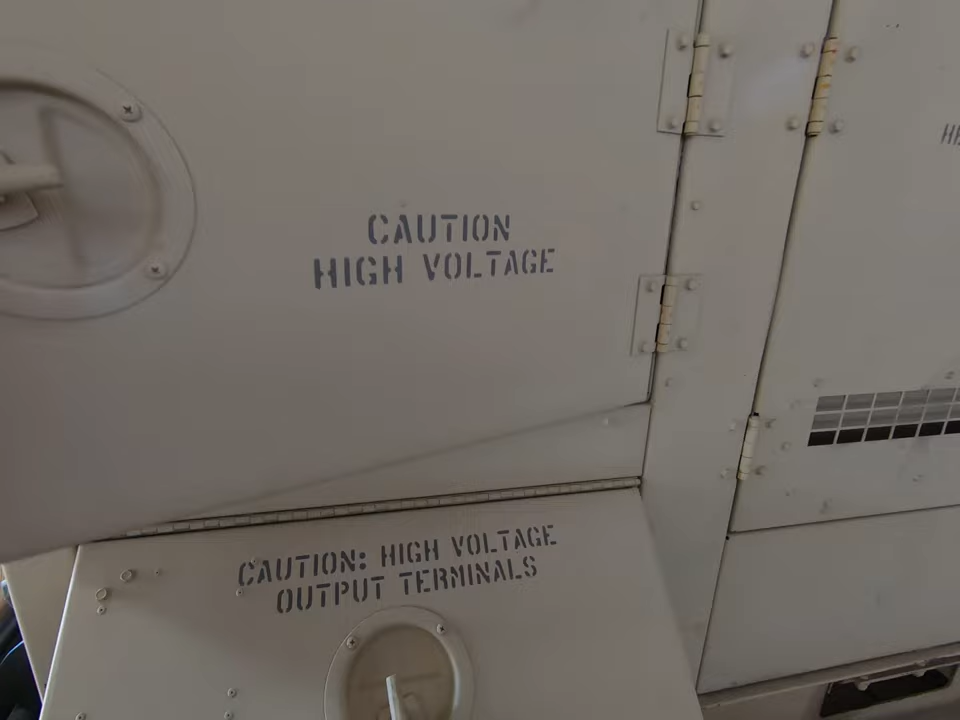 CAUTION
HIGH VOLTAGE
CAUTION: HIGH VOLTAGE
OUTPUT TERMINALS